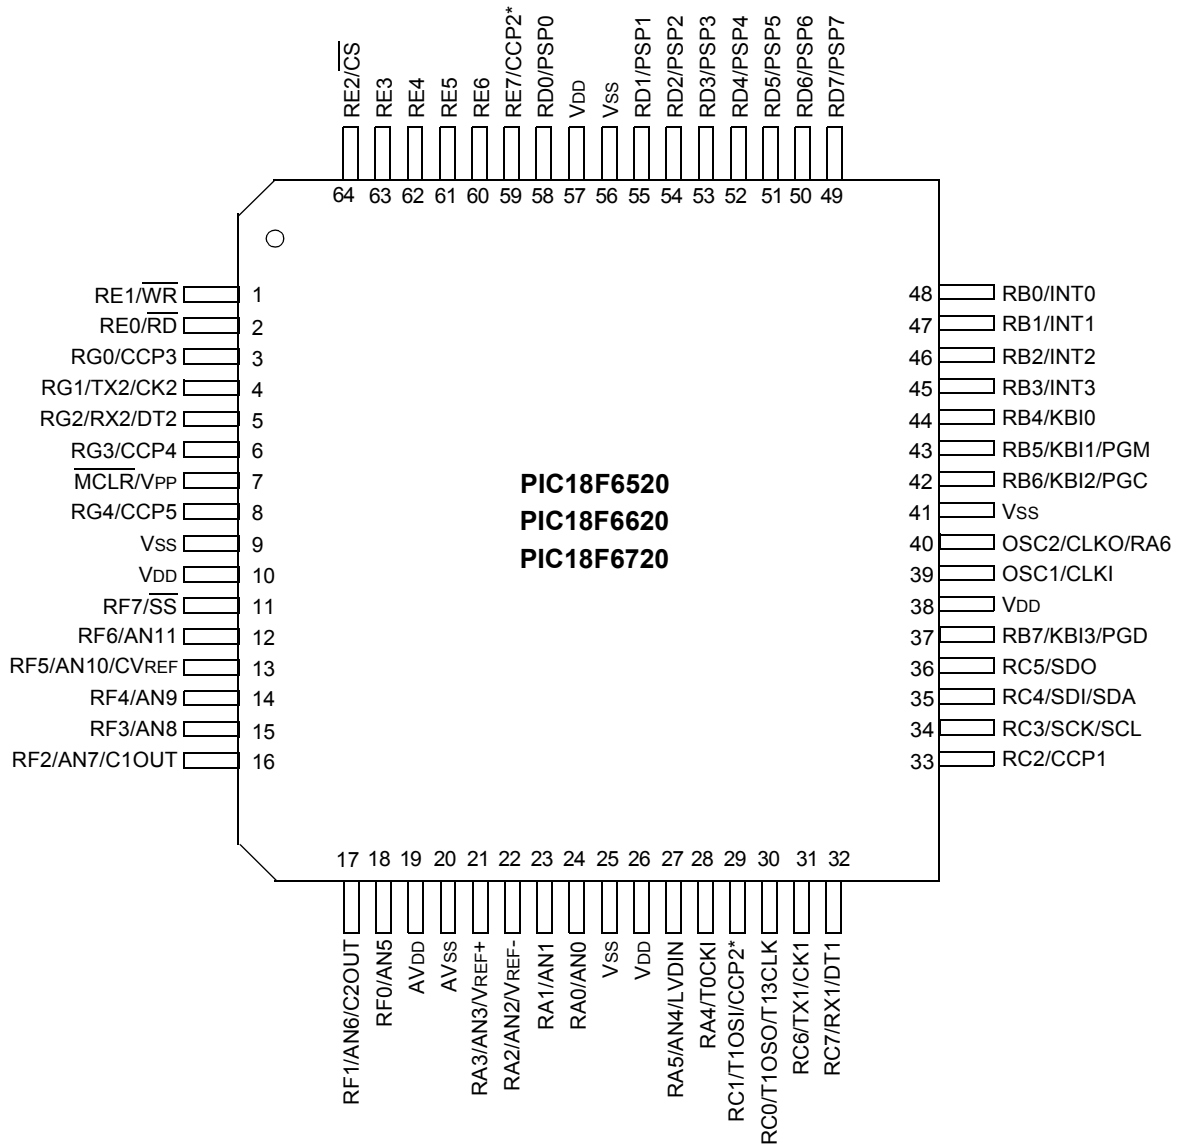 RE2/C̅S̅
RE3
RE4
RE5
RE6
RE7/CCP2*
RD0/PSP0
VDD
VSS
RD1/PSP1
RD2/PSP2
RD3/PSP3
RD4/PSP4
RD5/PSP5
RD6/PSP6
RD7/PSP7
64 63 62 61 60 59 58 57 56 55 54 53 52 51 50 49
RE1/W̅R̅ 1
RE0/R̅D̅ 2
RG0/CCP3 3
RG1/TX2/CK2 4
RG2/RX2/DT2 5
RG3/CCP4 6
M̅C̅L̅R̅/VPP 7
RG4/CCP5 8
VSS 9
VDD 10
RF7/S̅S̅ 11
RF6/AN11 12
RF5/AN10/CVREF 13
RF4/AN9 14
RF3/AN8 15
RF2/AN7/C1OUT 16
PIC18F6520
PIC18F6620
PIC18F6720
48 RB0/INT0
47 RB1/INT1
46 RB2/INT2
45 RB3/INT3
44 RB4/KBI0
43 RB5/KBI1/PGM
42 RB6/KBI2/PGC
41 VSS
40 OSC2/CLKO/RA6
39 OSC1/CLKI
38 VDD
37 RB7/KBI3/PGD
36 RC5/SDO
35 RC4/SDI/SDA
34 RC3/SCK/SCL
33 RC2/CCP1
17 18 19 20 21 22 23 24 25 26 27 28 29 30 31 32
RF1/AN6/C2OUT
RF0/AN5
AVDD
AVSS
RA3/AN3/VREF+
RA2/AN2/VREF-
RA1/AN1
RA0/AN0
VSS
VDD
RA5/AN4/LVDIN
RA4/T0CKI
RC1/T1OSI/CCP2*
RC0/T1OSO/T13CLK
RC6/TX1/CK1
RC7/RX1/DT1